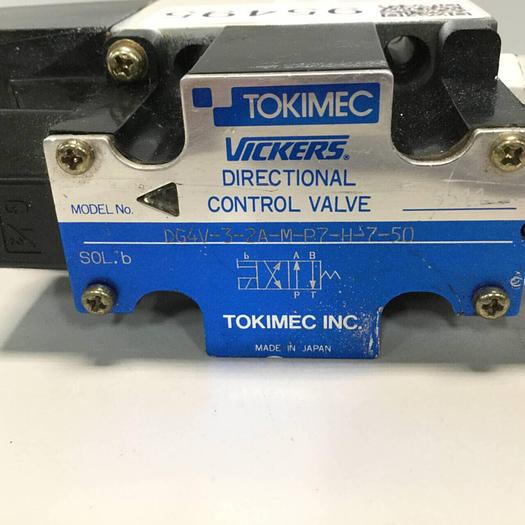 95495
TOKIMEC
VICKERS®
DIRECTIONAL
CONTROL VALVE
MODEL No.
DG4V-3-2A-M-P7-H-7-50
SOL.b
b A B
P T
TOKIMEC INC.
MADE IN JAPAN